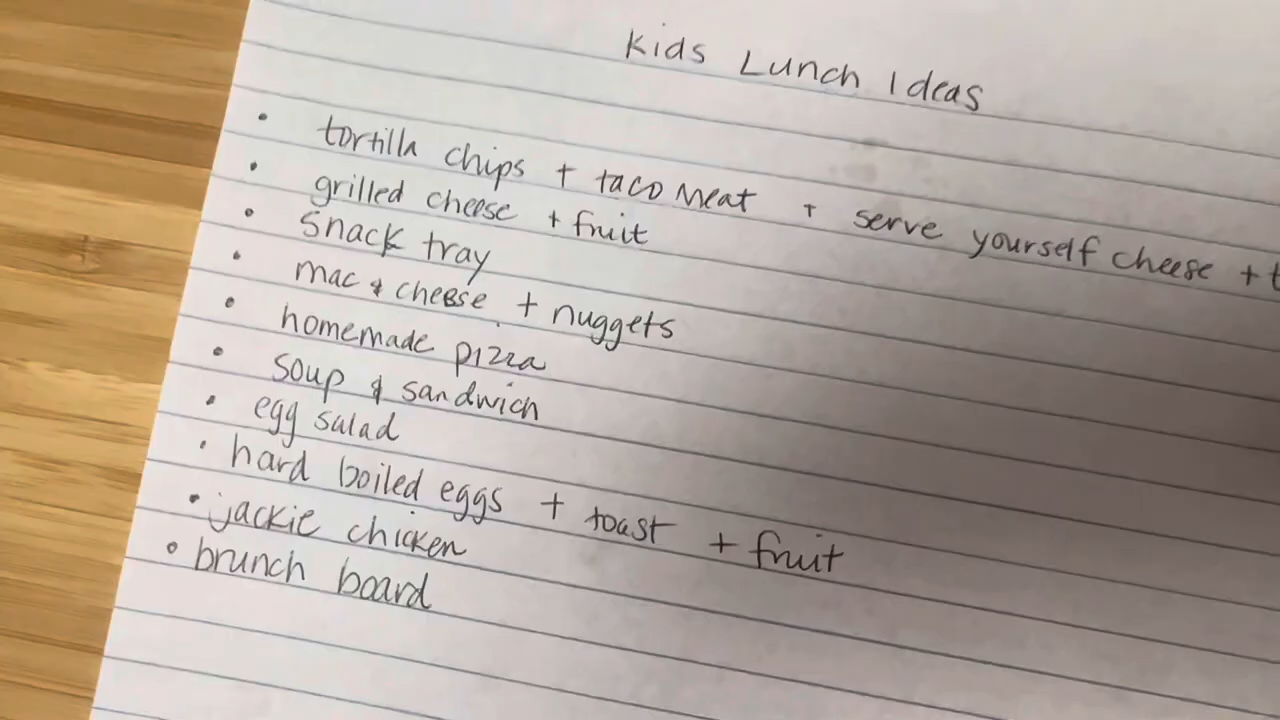 Kids Lunch Ideas
• tortilla chips + taco meat + serve yourself cheese +
• grilled cheese + fruit
• snack tray
• mac & cheese + nuggets
• homemade pizza
• soup & sandwich
• egg salad
• hard boiled eggs + toast + fruit
• jackie chicken
• brunch board